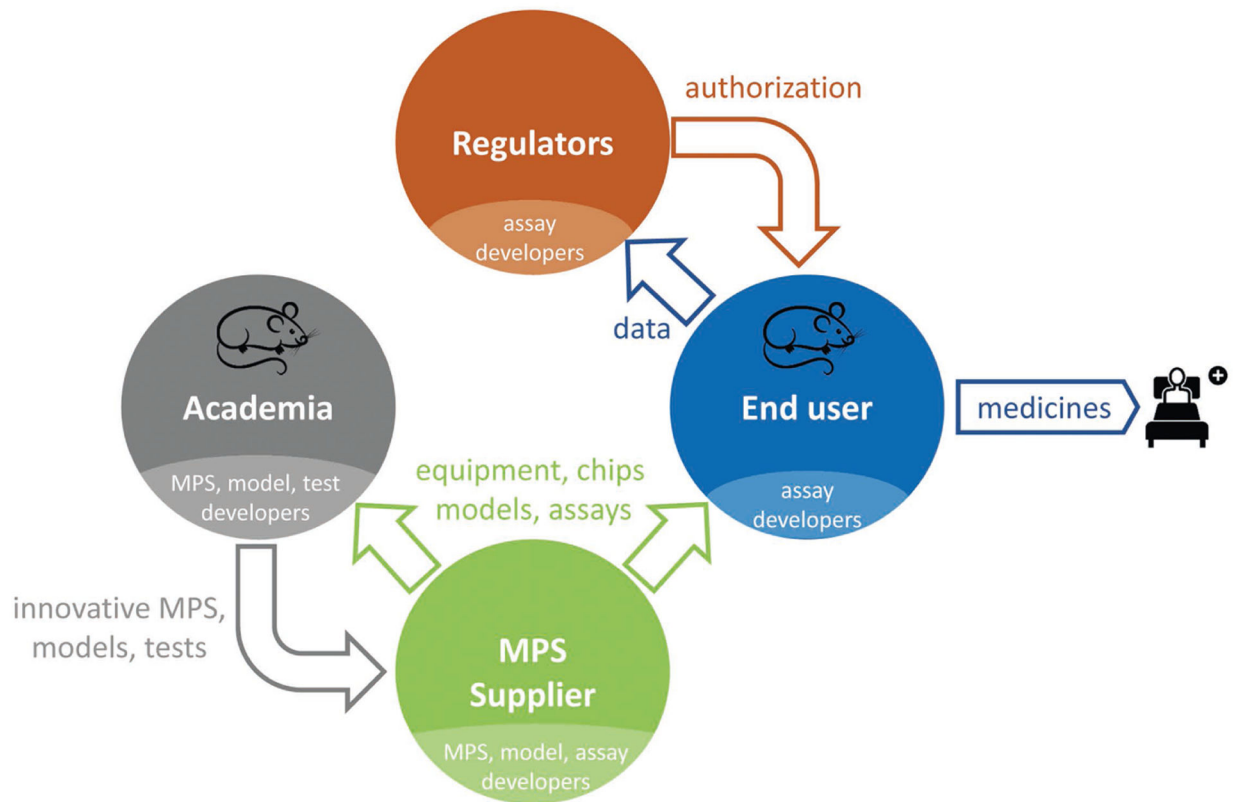 authorization
Regulators
assay
developers
data
Academia
MPS, model, test
developers
End user
assay
developers
medicines
equipment, chips
models, assays
innovative MPS,
models, tests
MPS
Supplier
MPS, model, assay
developers